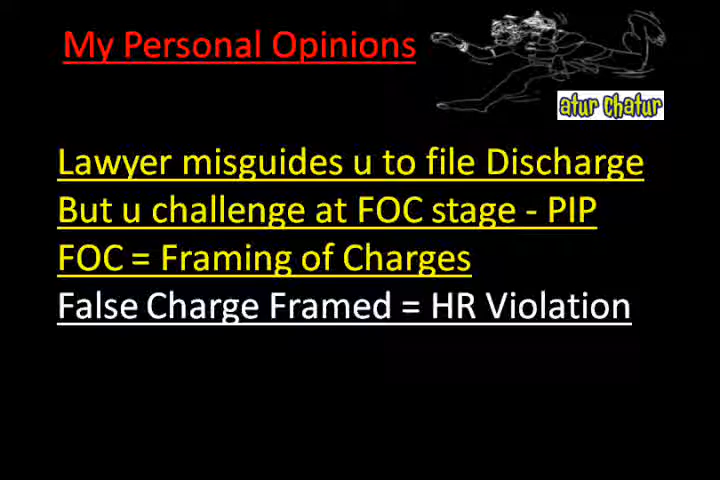 My Personal Opinions
atur chatur
Lawyer misguides u to file Discharge
But u challenge at FOC stage - PIP
FOC = Framing of Charges
False Charge Framed = HR Violation